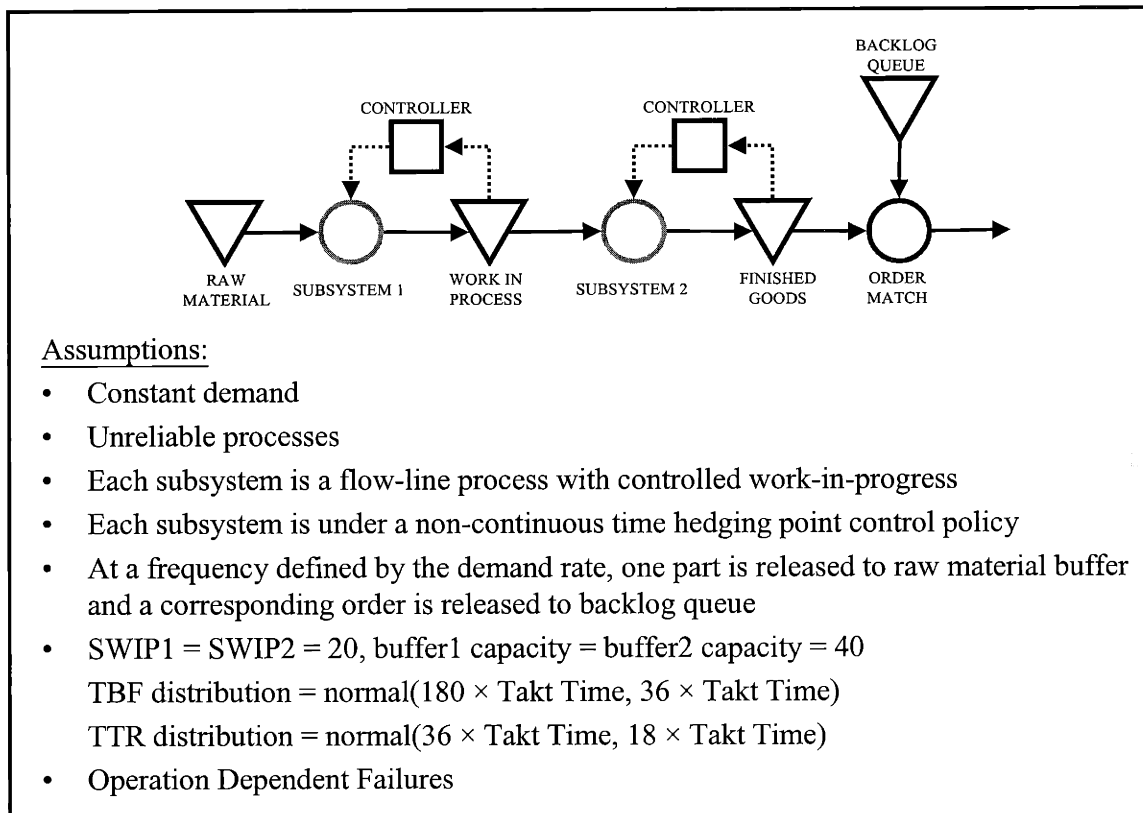 BACKLOG
QUEUE
CONTROLLER
CONTROLLER
RAW
MATERIAL
SUBSYSTEM 1
WORK IN
PROCESS
SUBSYSTEM 2
FINISHED
GOODS
ORDER
MATCH
Assumptions:
• Constant demand
• Unreliable processes
• Each subsystem is a flow-line process with controlled work-in-progress
• Each subsystem is under a non-continuous time hedging point control policy
• At a frequency defined by the demand rate, one part is released to raw material buffer
and a corresponding order is released to backlog queue
• SWIP1 = SWIP2 = 20, buffer1 capacity = buffer2 capacity = 40
TBF distribution = normal(180 × Takt Time, 36 × Takt Time)
TTR distribution = normal(36 × Takt Time, 18 × Takt Time)
• Operation Dependent Failures